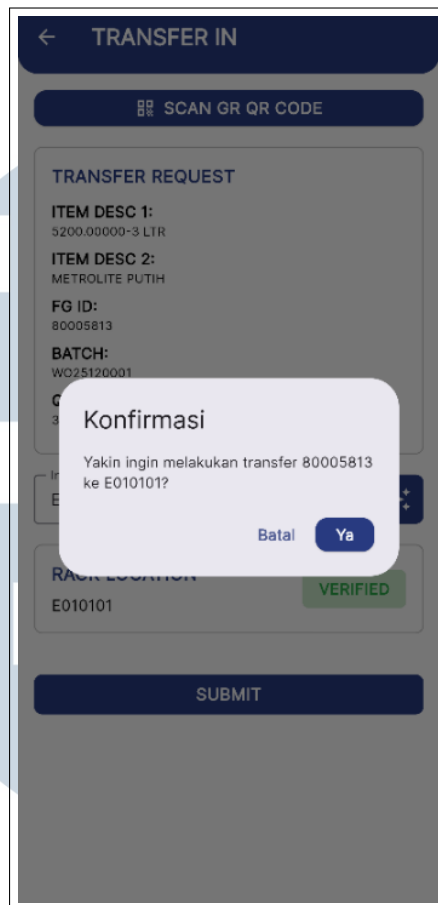 TRANSFER IN
SCAN GR QR CODE
TRANSFER REQUEST
ITEM DESC 1:
5200.00000-3 LTR
ITEM DESC 2:
METROLITE PUTIH
FG ID:
80005813
BATCH:
WO25120001
Konfirmasi
Yakin ingin melakukan transfer 80005813
ke E010101?
Batal
Ya
RACK LOCATION
VERIFIED
E010101
SUBMIT